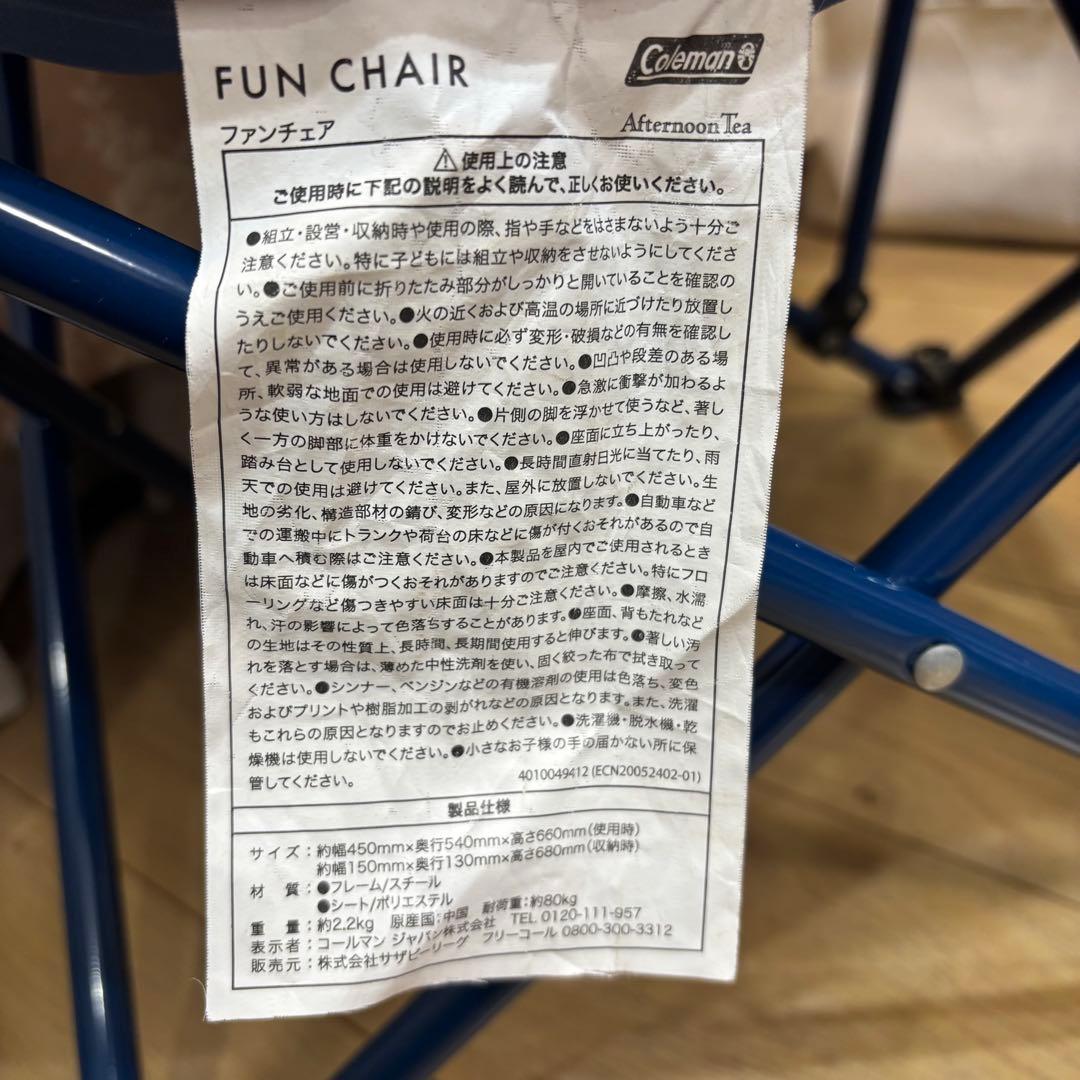 FUN CHAIR
Coleman
ファンチェア
Afternoon Tea
⚠使用上の注意
ご使用時に下記の説明をよく読んで、正しくお使いください。
●組立・設営・収納時や使用の際、指や手などをはさまないよう十分ご
注意ください。特に子どもには組立や収納をさせないようにしてくださ
い。●ご使用前に折りたたみ部分がしっかりと開いていることを確認の
うえご使用ください。●火の近くおよび高温の場所に近づけたり放置し
たりしないでください。●使用時に必ず変形・破損などの有無を確認し
て、異常がある場合は使用しないでください。●凹凸や段差のある場
所、軟弱な地面での使用は避けてください。●急激に衝撃が加わるよ
うな使い方はしないでください。●片側の脚を浮かせて使うなど、著し
く一方の脚部に体重をかけないでください。●座面に立ち上がったり、
踏み台として使用しないでください。●長時間直射日光に当てたり、雨
天での使用は避けてください。また、屋外に放置しないでください。生
地の劣化、構造部材の錆び、変形などの原因になります。●自動車など
での運搬中にトランクや荷台の床などに傷が付くおそれがあるので自
動車へ積む際はご注意ください。●本製品を屋内でご使用されるとき
は床面などに傷がつくおそれがありますのでご注意ください。特にフロ
ーリングなど傷つきやすい床面は十分ご注意ください。●摩擦、水濡
れ、汗の影響によって色落ちすることがあります。●座面、背もたれなど
の生地はその性質上、長時間、長期間使用すると伸びます。●著しい汚
れを落とす場合は、薄めた中性洗剤を使い、固く絞った布で拭き取って
ください。●シンナー、ベンジンなどの有機溶剤の使用は色落ち、変色
およびプリントや樹脂加工の剥がれなどの原因となります。また、洗濯
もこれらの原因となりますのでお止めください。●洗濯機・脱水機・乾
燥機は使用しないでください。●小さなお子様の手の届かない所に保
管してください。
4010049412 (ECN20052402-01)
製品仕様
サイズ：約幅450mm×奥行540mm×高さ660mm（使用時）
約幅150mm×奥行130mm×高さ680mm（収納時）
材 質：●フレーム/スチール
●シート/ポリエステル
重 量：約2.2kg 原産国：中国 耐荷重：約80kg
表示者：コールマン ジャパン株式会社 TEL 0120-111-957
販売元：株式会社サザビーリーグ フリーコール 0800-300-3312